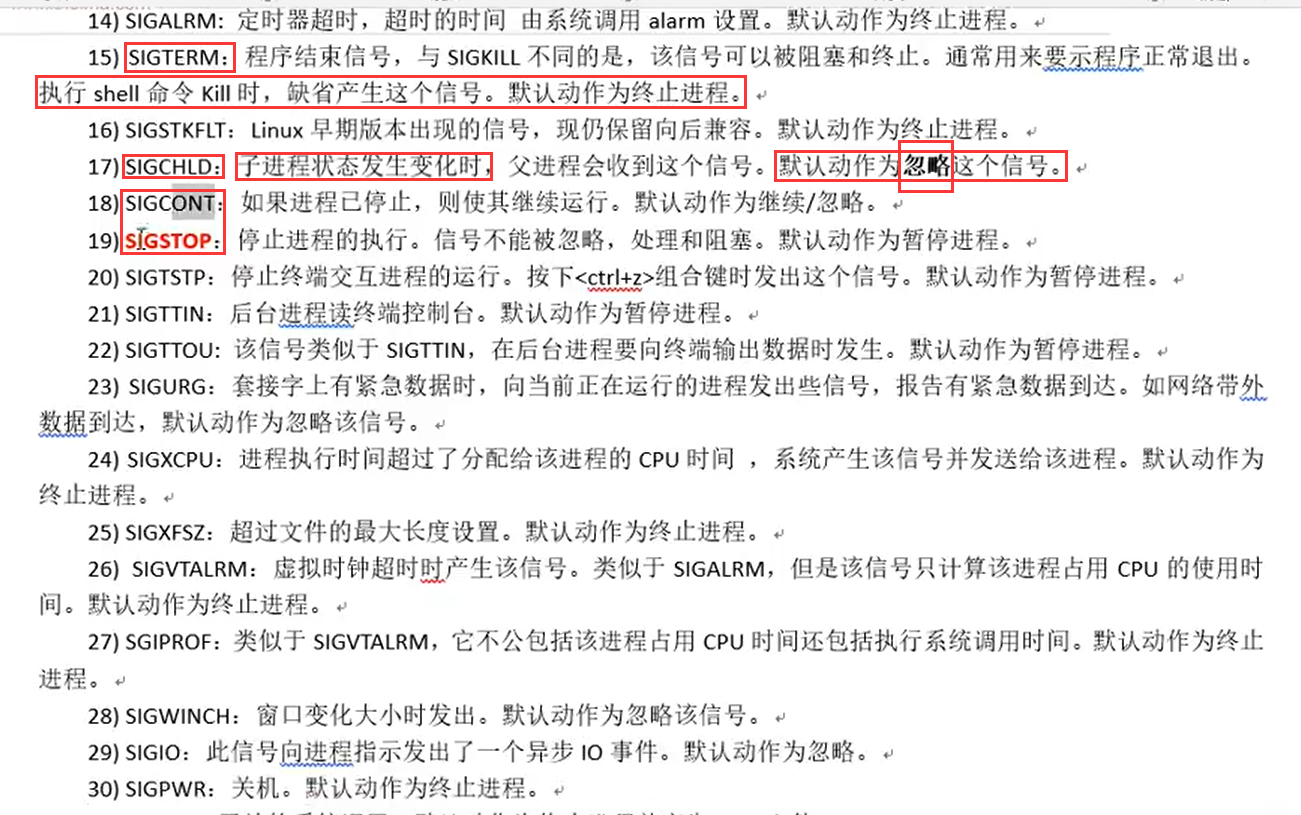 14) SIGALRM：定时器超时，超时的时间 由系统调用 alarm 设置。默认动作为终止进程。
15) SIGTERM：程序结束信号，与 SIGKILL 不同的是，该信号可以被阻塞和终止。通常用来要示程序正常退出。
执行 shell 命令 Kill 时，缺省产生这个信号。默认动作为终止进程。
16) SIGSTKFLT：Linux 早期版本出现的信号，现仍保留向后兼容。默认动作为终止进程。
17) SIGCHLD：子进程状态发生变化时，父进程会收到这个信号。默认动作为忽略这个信号。
18) SIGCONT：如果进程已停止，则使其继续运行。默认动作为继续/忽略。
19) SIGSTOP：停止进程的执行。信号不能被忽略，处理和阻塞。默认动作为暂停进程。
20) SIGTSTP：停止终端交互进程的运行。按下<ctrl+z>组合键时发出这个信号。默认动作为暂停进程。
21) SIGTTIN：后台进程读终端控制台。默认动作为暂停进程。
22) SIGTTOU：该信号类似于 SIGTTIN，在后台进程要向终端输出数据时发生。默认动作为暂停进程。
23) SIGURG：套接字上有紧急数据时，向当前正在运行的进程发出些信号，报告有紧急数据到达。如网络带外
数据到达，默认动作为忽略该信号。
24) SIGXCPU：进程执行时间超过了分配给该进程的 CPU 时间 ，系统产生该信号并发送给该进程。默认动作为
终止进程。
25) SIGXFSZ：超过文件的最大长度设置。默认动作为终止进程。
26) SIGVTALRM：虚拟时钟超时时产生该信号。类似于 SIGALRM，但是该信号只计算该进程占用 CPU 的使用时
间。默认动作为终止进程。
27) SGIPROF：类似于 SIGVTALRM，它不公包括该进程占用 CPU 时间还包括执行系统调用时间。默认动作为终止
进程。
28) SIGWINCH：窗口变化大小时发出。默认动作为忽略该信号。
29) SIGIO：此信号向进程指示发出了一个异步 IO 事件。默认动作为忽略。
30) SIGPWR：关机。默认动作为终止进程。